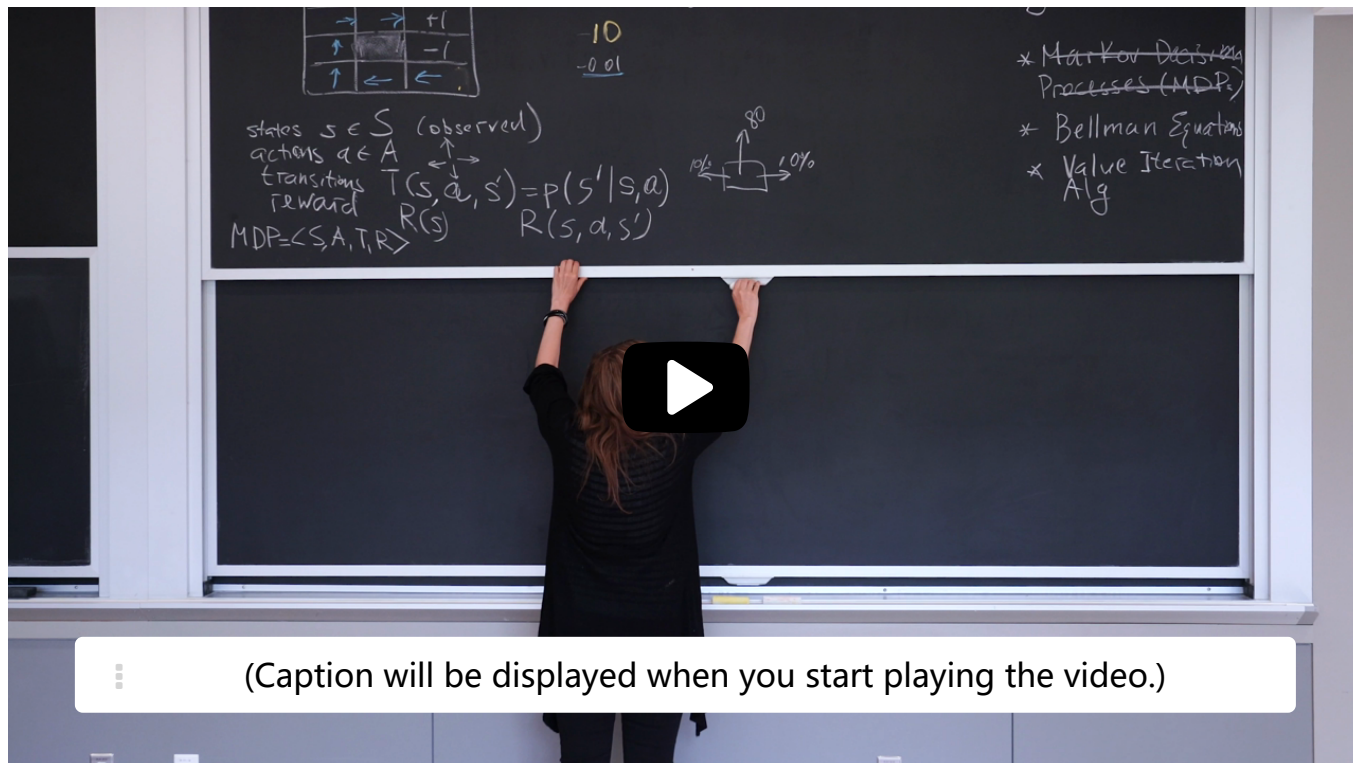 +1
-1
-10
-0.01
states s ∈ S (observed)
actions a ∈ A
transitions T(s, a, s') = p(s'|s,a)
reward R(s) R(s, a, s')
MDP=<S,A,T,R>
80
10% 10%
* Markov Decision
Processes (MDPs)
* Bellman Equations
* Value Iteration
Alg
(Caption will be displayed when you start playing the video.)